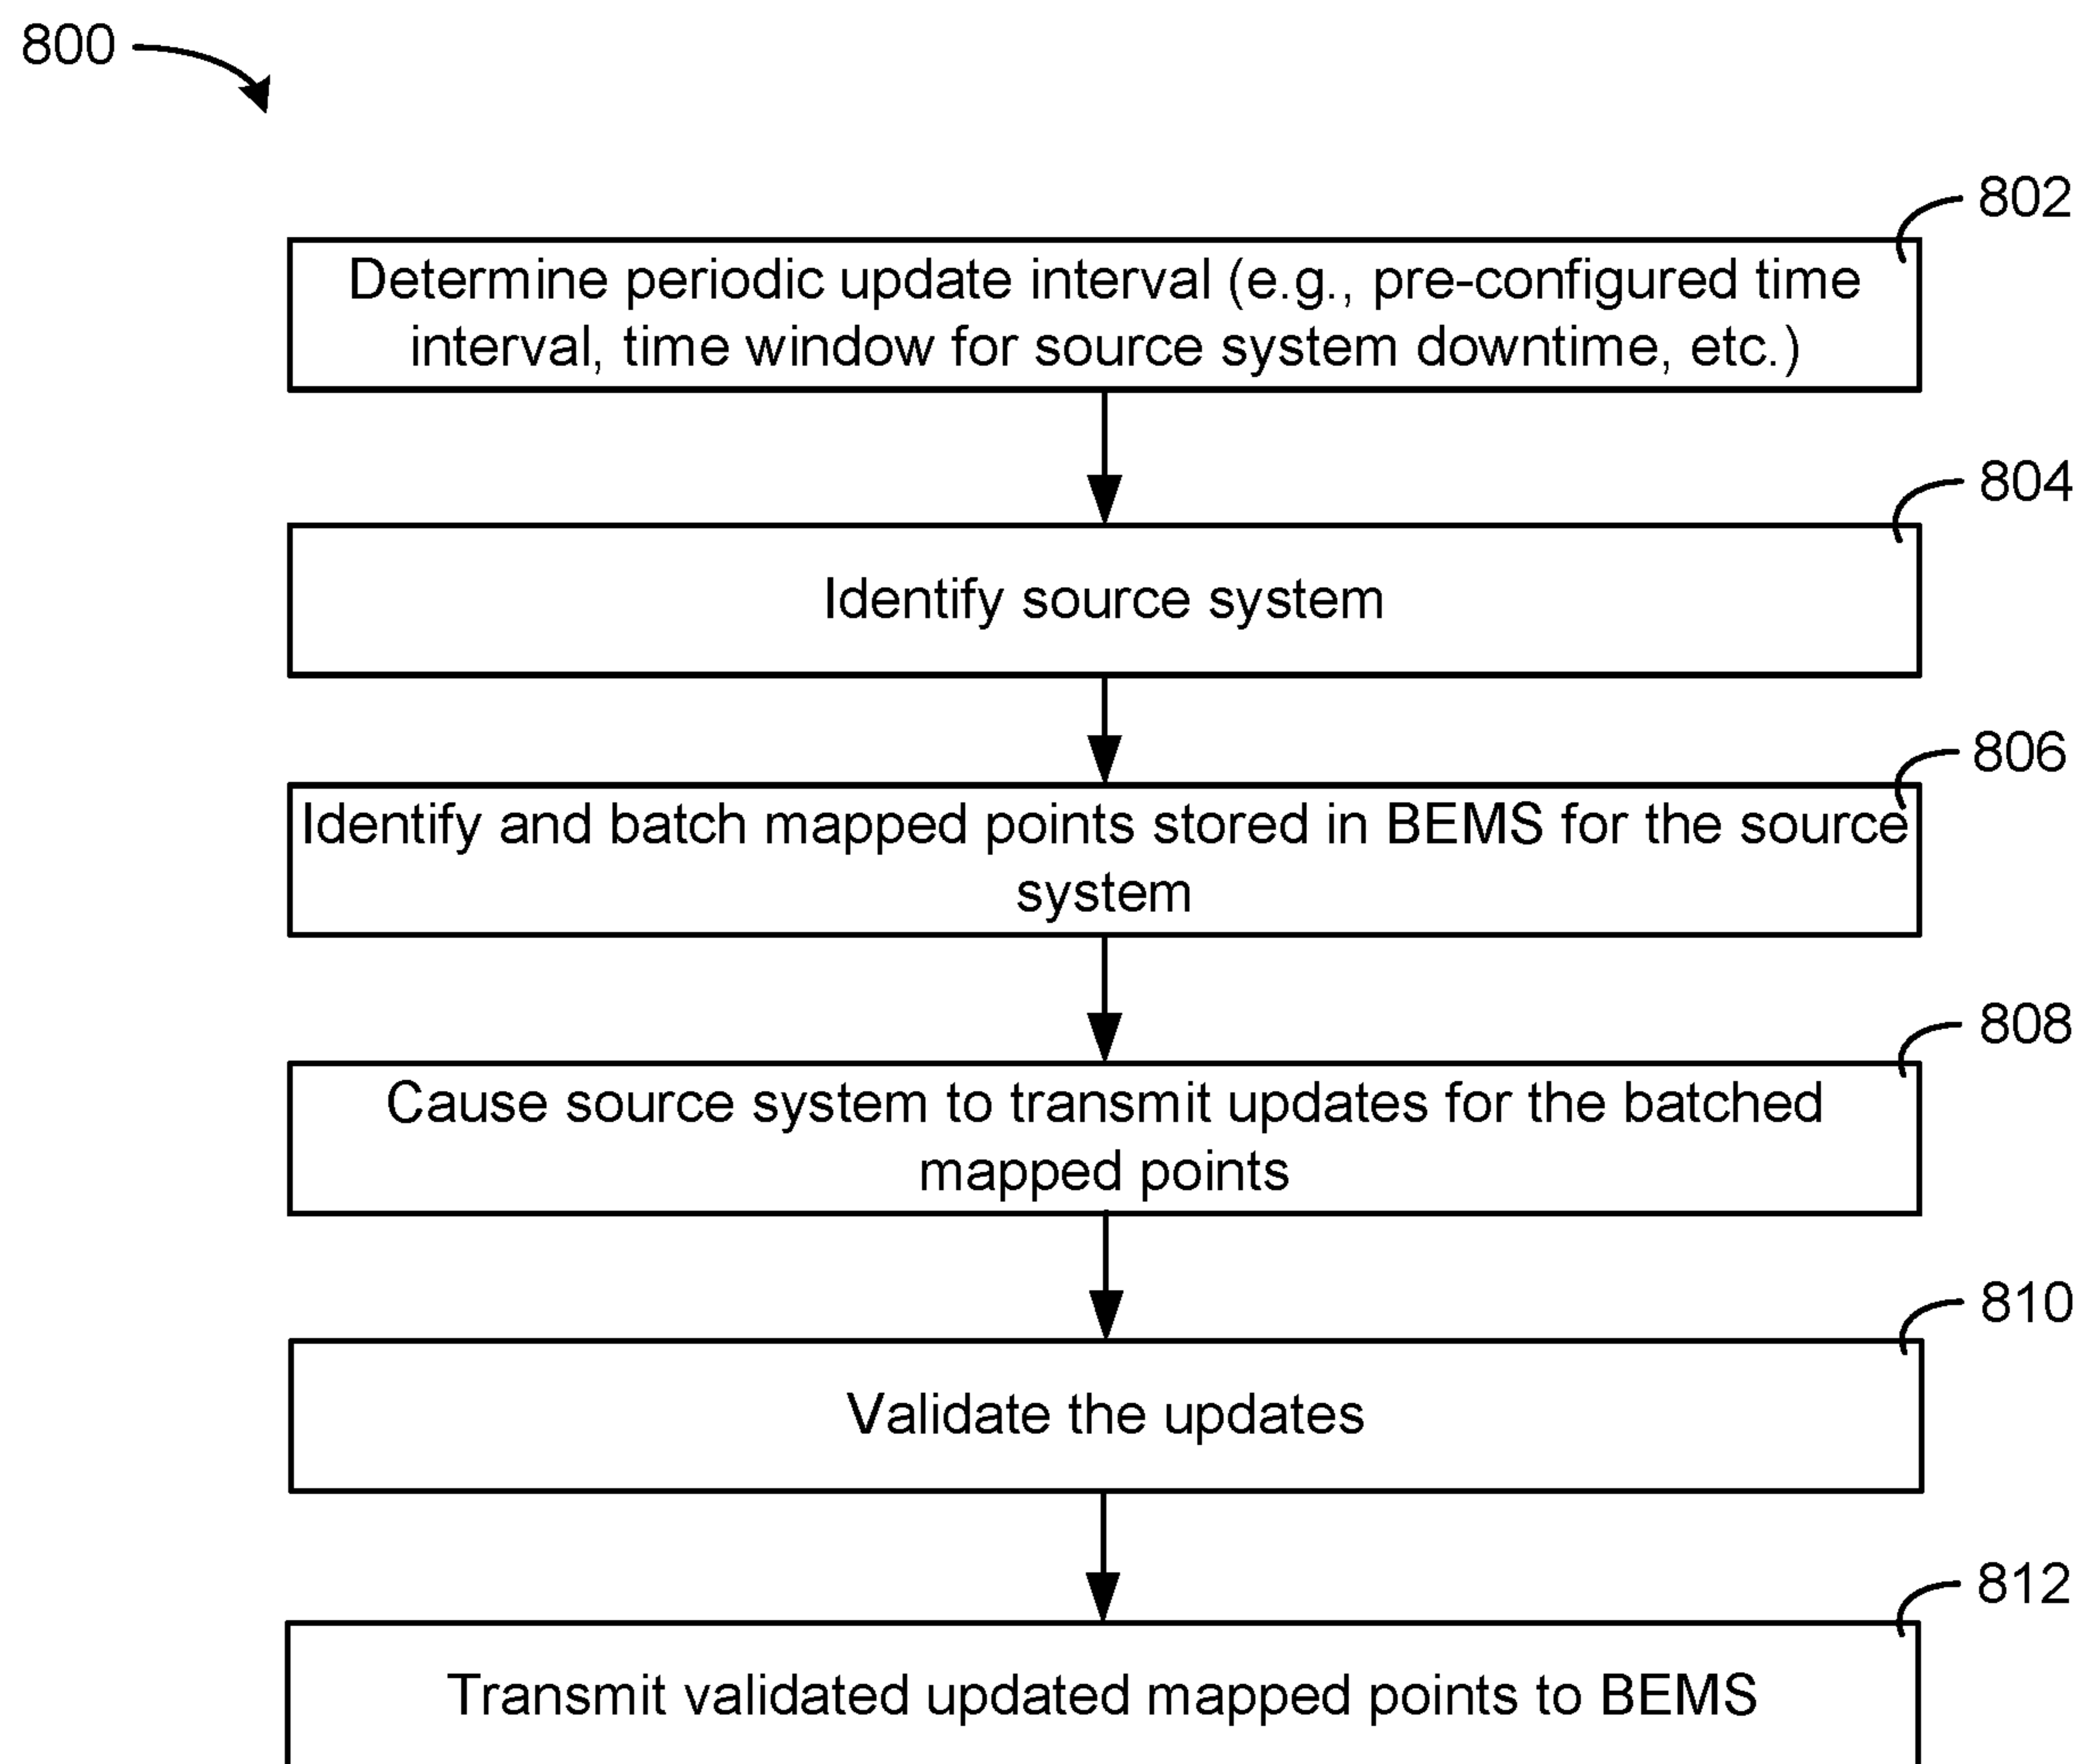 800
802
Determine periodic update interval (e.g., pre-configured time
interval, time window for source system downtime, etc.)
804
Identify source system
806
Identify and batch mapped points stored in BEMS for the source
system
808
Cause source system to transmit updates for the batched
mapped points
810
Validate the updates
812
Transmit validated updated mapped points to BEMS